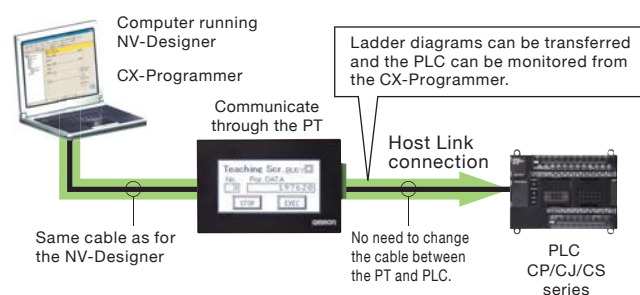 Computer running
NV-Designer
CX-Programmer
Ladder diagrams can be transferred
and the PLC can be monitored from
the CX-Programmer.
Communicate
through the PT
Host Link
connection
Teaching Scr. BUSY
No. Pos. DATA
197620
STOP
EXEC
OMRON
Same cable as for
the NV-Designer
No need to change
the cable between
the PT and PLC.
PLC
CP/CJ/CS
series